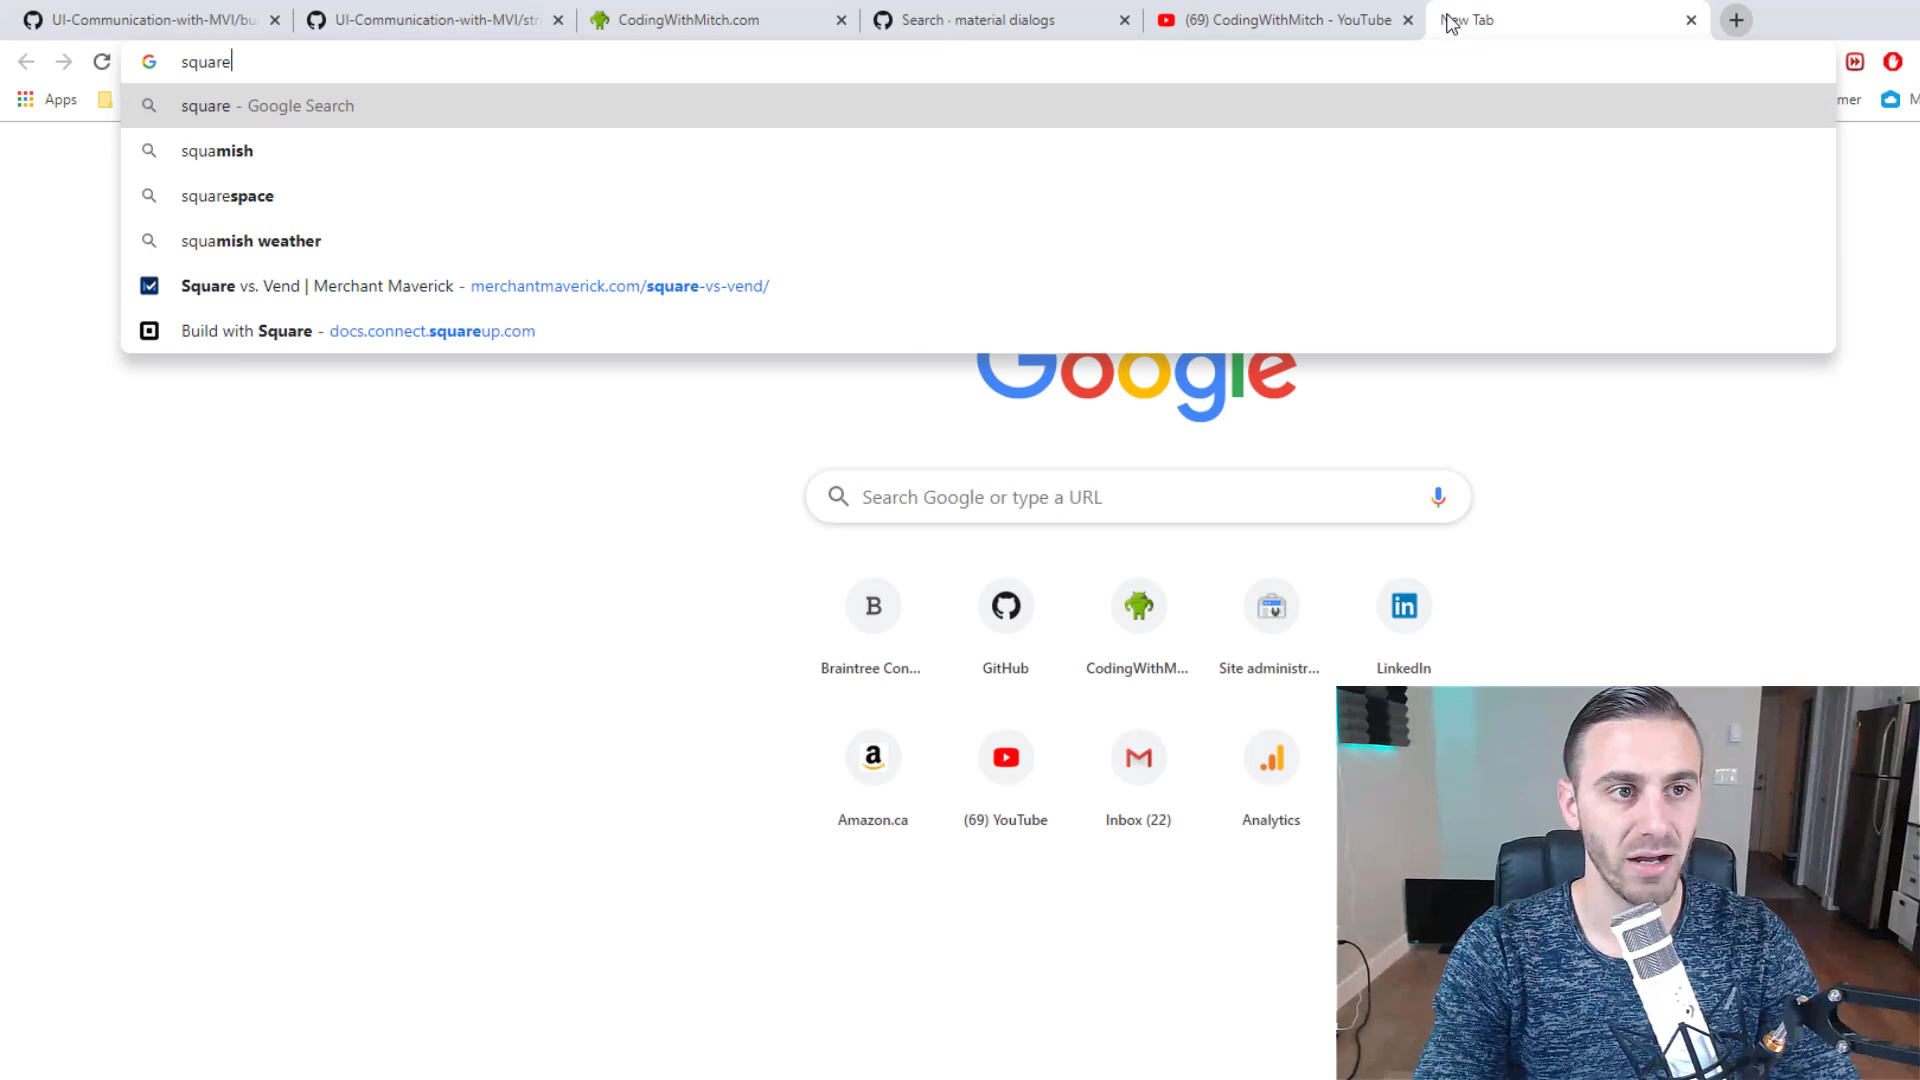 UI-Communication-with-MVI/bu
UI-Communication-with-MVI/str
CodingWithMitch.com
Search · material dialogs
(69) CodingWithMitch - YouTube
New Tab
square
Apps
mer
M
square - Google Search
squamish
squarespace
squamish weather
Square vs. Vend | Merchant Maverick - merchantmaverick.com/square-vs-vend/
Build with Square - docs.connect.squareup.com
Google
Search Google or type a URL
B
in
Braintree Con...
GitHub
CodingWithM...
Site administr...
LinkedIn
a
Amazon.ca
(69) YouTube
Inbox (22)
Analytics